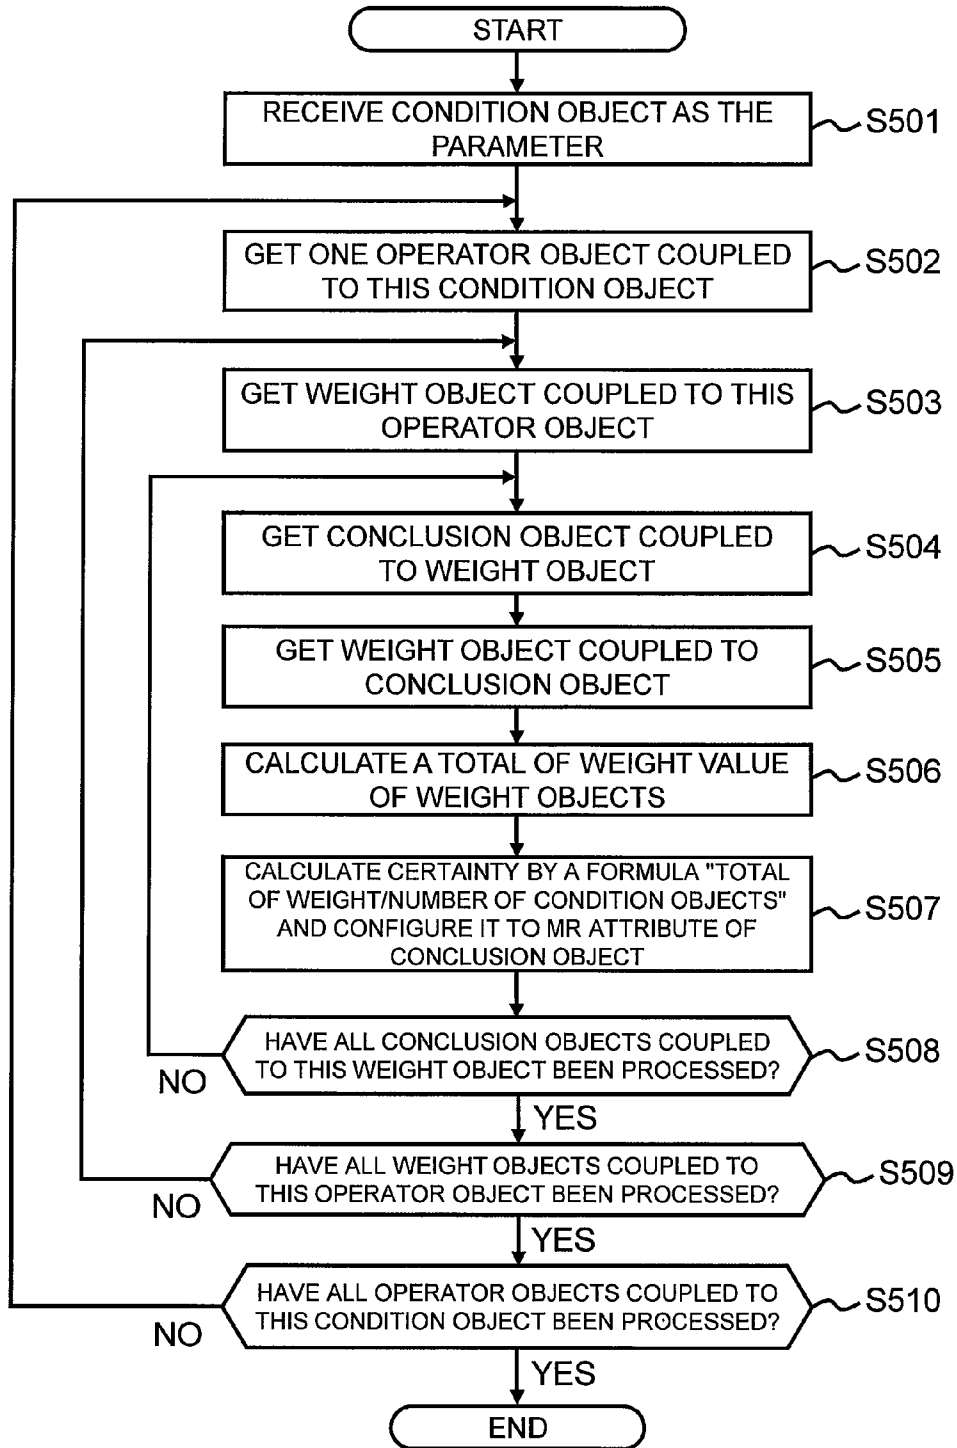 START
RECEIVE CONDITION OBJECT AS THE
PARAMETER
S501
GET ONE OPERATOR OBJECT COUPLED
TO THIS CONDITION OBJECT
S502
GET WEIGHT OBJECT COUPLED TO THIS
OPERATOR OBJECT
S503
GET CONCLUSION OBJECT COUPLED
TO WEIGHT OBJECT
S504
GET WEIGHT OBJECT COUPLED TO
CONCLUSION OBJECT
S505
CALCULATE A TOTAL OF WEIGHT VALUE
OF WEIGHT OBJECTS
S506
CALCULATE CERTAINTY BY A FORMULA "TOTAL
OF WEIGHT/NUMBER OF CONDITION OBJECTS"
AND CONFIGURE IT TO MR ATTRIBUTE OF
CONCLUSION OBJECT
S507
HAVE ALL CONCLUSION OBJECTS COUPLED
TO THIS WEIGHT OBJECT BEEN PROCESSED?
S508
NO
YES
HAVE ALL WEIGHT OBJECTS COUPLED TO
THIS OPERATOR OBJECT BEEN PROCESSED?
S509
NO
YES
HAVE ALL OPERATOR OBJECTS COUPLED TO
THIS CONDITION OBJECT BEEN PROCESSED?
S510
NO
YES
END